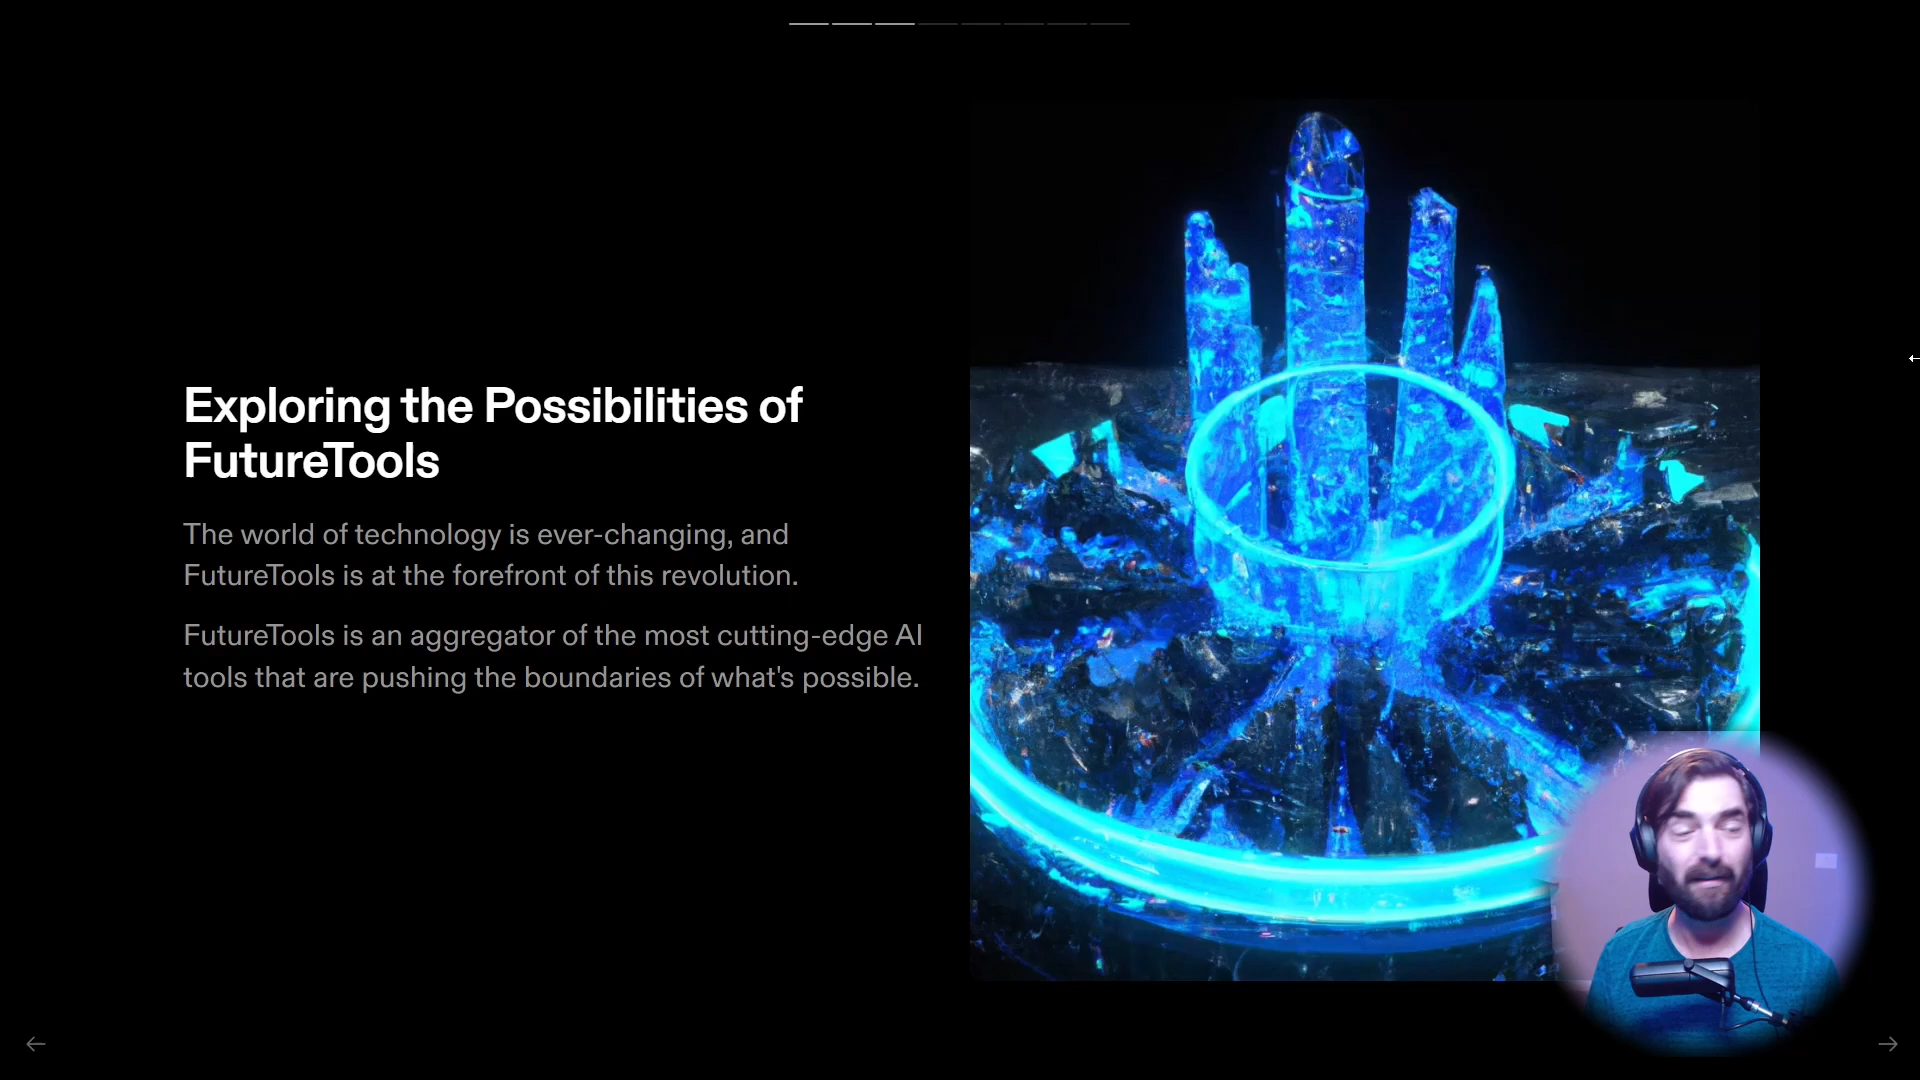 Exploring the Possibilities of
FutureTools
The world of technology is ever-changing, and
FutureTools is at the forefront of this revolution.
FutureTools is an aggregator of the most cutting-edge AI
tools that are pushing the boundaries of what's possible.